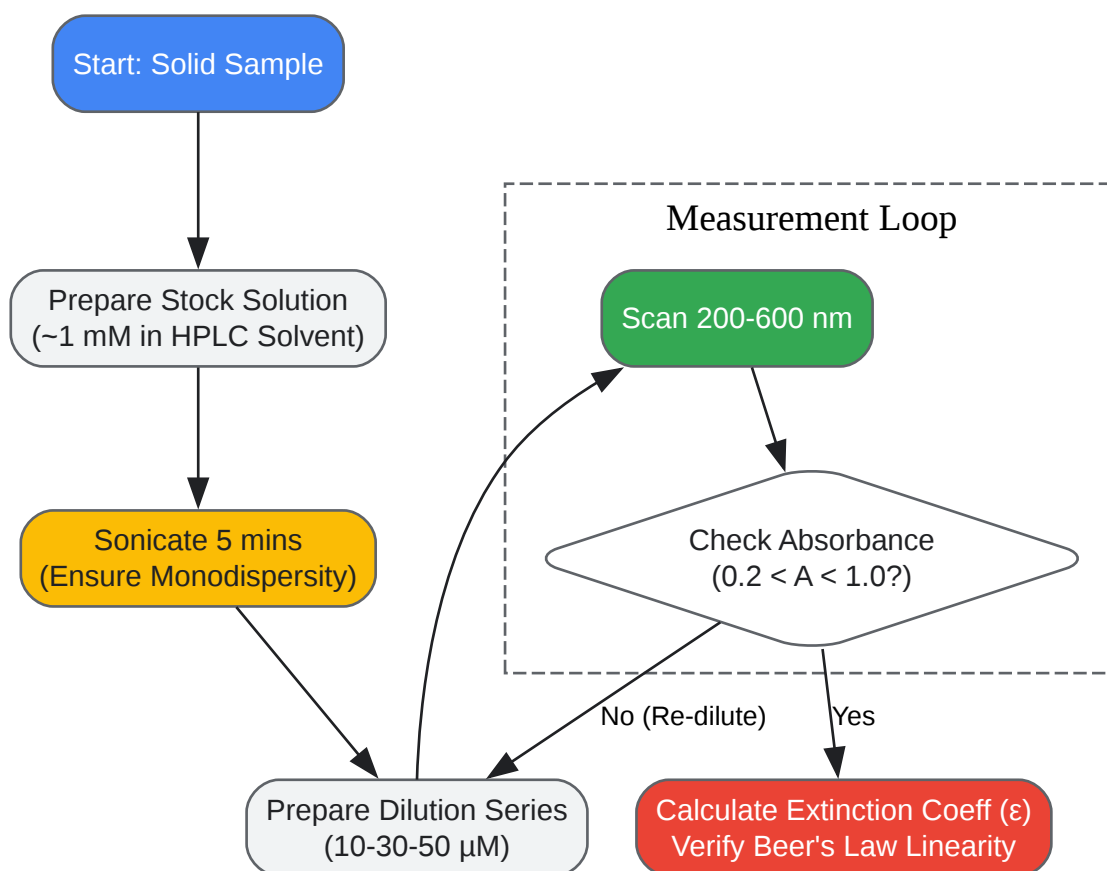 Start: Solid Sample
Prepare Stock Solution
(~1 mM in HPLC Solvent)
Sonicate 5 mins
(Ensure Monodispersity)
Prepare Dilution Series
(10-30-50 µM)
Measurement Loop
Scan 200-600 nm
Check Absorbance
(0.2 < A < 1.0?)
No (Re-dilute)
Yes
Calculate Extinction Coeff (ε)
Verify Beer's Law Linearity